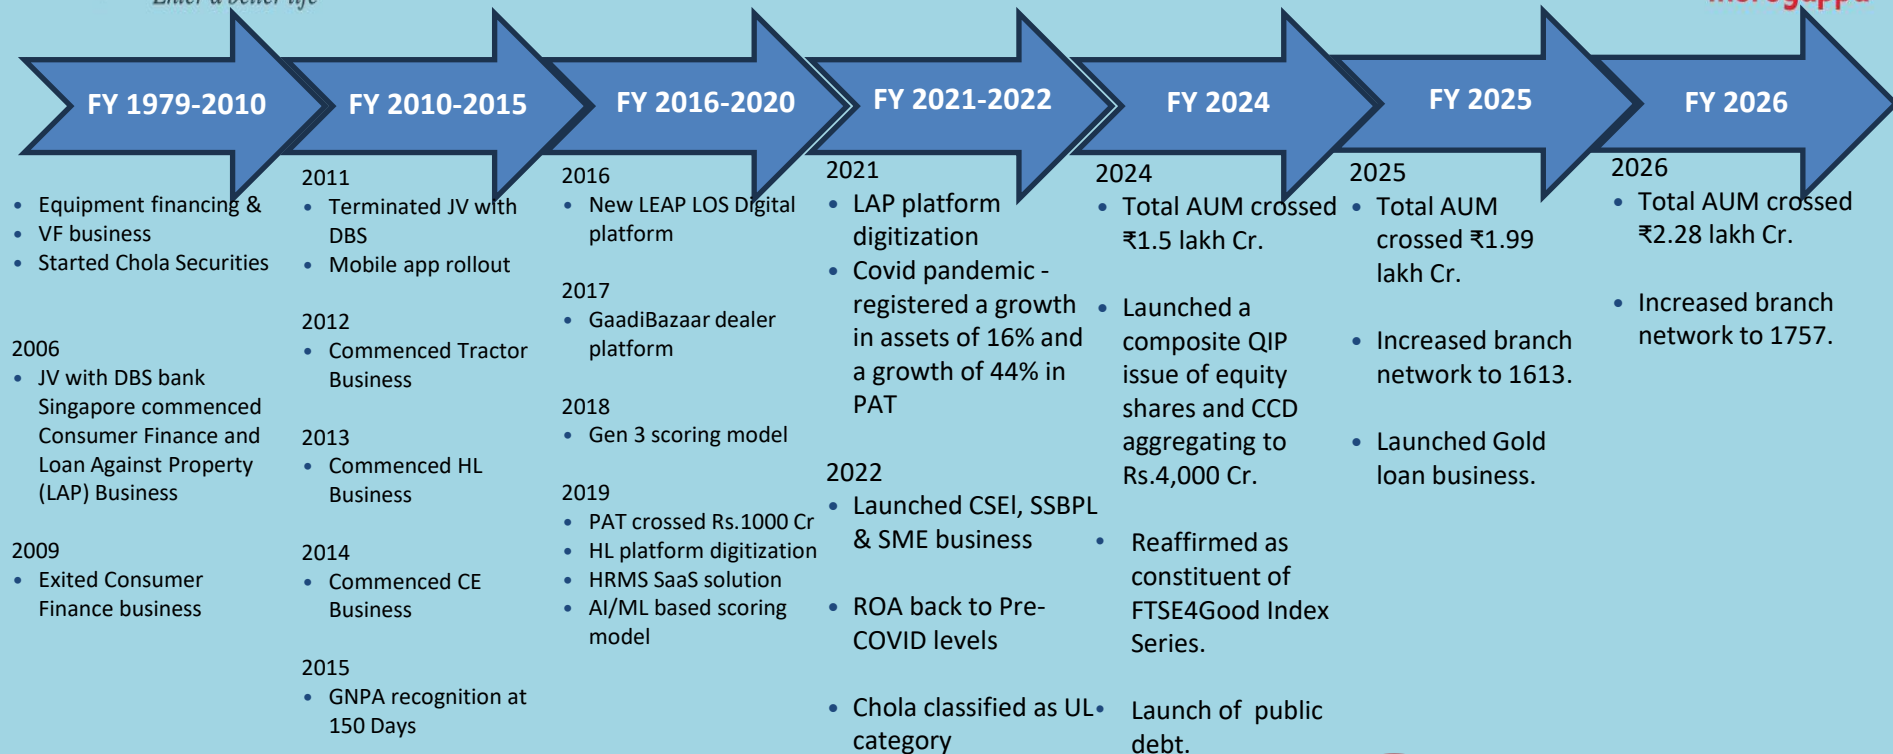 Enter a better life
murugappa
FY 1979-2010
FY 2010-2015
FY 2016-2020
FY 2021-2022
FY 2024
FY 2025
FY 2026
• Equipment financing &
• VF business
• Started Chola Securities
2006
• JV with DBS bank
Singapore commenced
Consumer Finance and
Loan Against Property
(LAP) Business
2009
• Exited Consumer
Finance business
2011
• Terminated JV with
DBS
• Mobile app rollout
2012
• Commenced Tractor
Business
2013
• Commenced HL
Business
2014
• Commenced CE
Business
2015
• GNPA recognition at
150 Days
2016
• New LEAP LOS Digital
platform
2017
• GaadiBazaar dealer
platform
2018
• Gen 3 scoring model
2019
• PAT crossed Rs.1000 Cr
• HL platform digitization
• HRMS SaaS solution
• AI/ML based scoring
model
2021
• LAP platform
digitization
• Covid pandemic -
registered a growth
in assets of 16% and
a growth of 44% in
PAT
2022
• Launched CSEl, SSBPL
& SME business
• ROA back to Pre-
COVID levels
• Chola classified as UL
category
2024
• Total AUM crossed
₹1.5 lakh Cr.
• Launched a
composite QIP
issue of equity
shares and CCD
aggregating to
Rs.4,000 Cr.
• Reaffirmed as
constituent of
FTSE4Good Index
Series.
• Launch of public
debt.
2025
• Total AUM
crossed ₹1.99
lakh Cr.
• Increased branch
network to 1613.
• Launched Gold
loan business.
2026
• Total AUM crossed
₹2.28 lakh Cr.
• Increased branch
network to 1757.